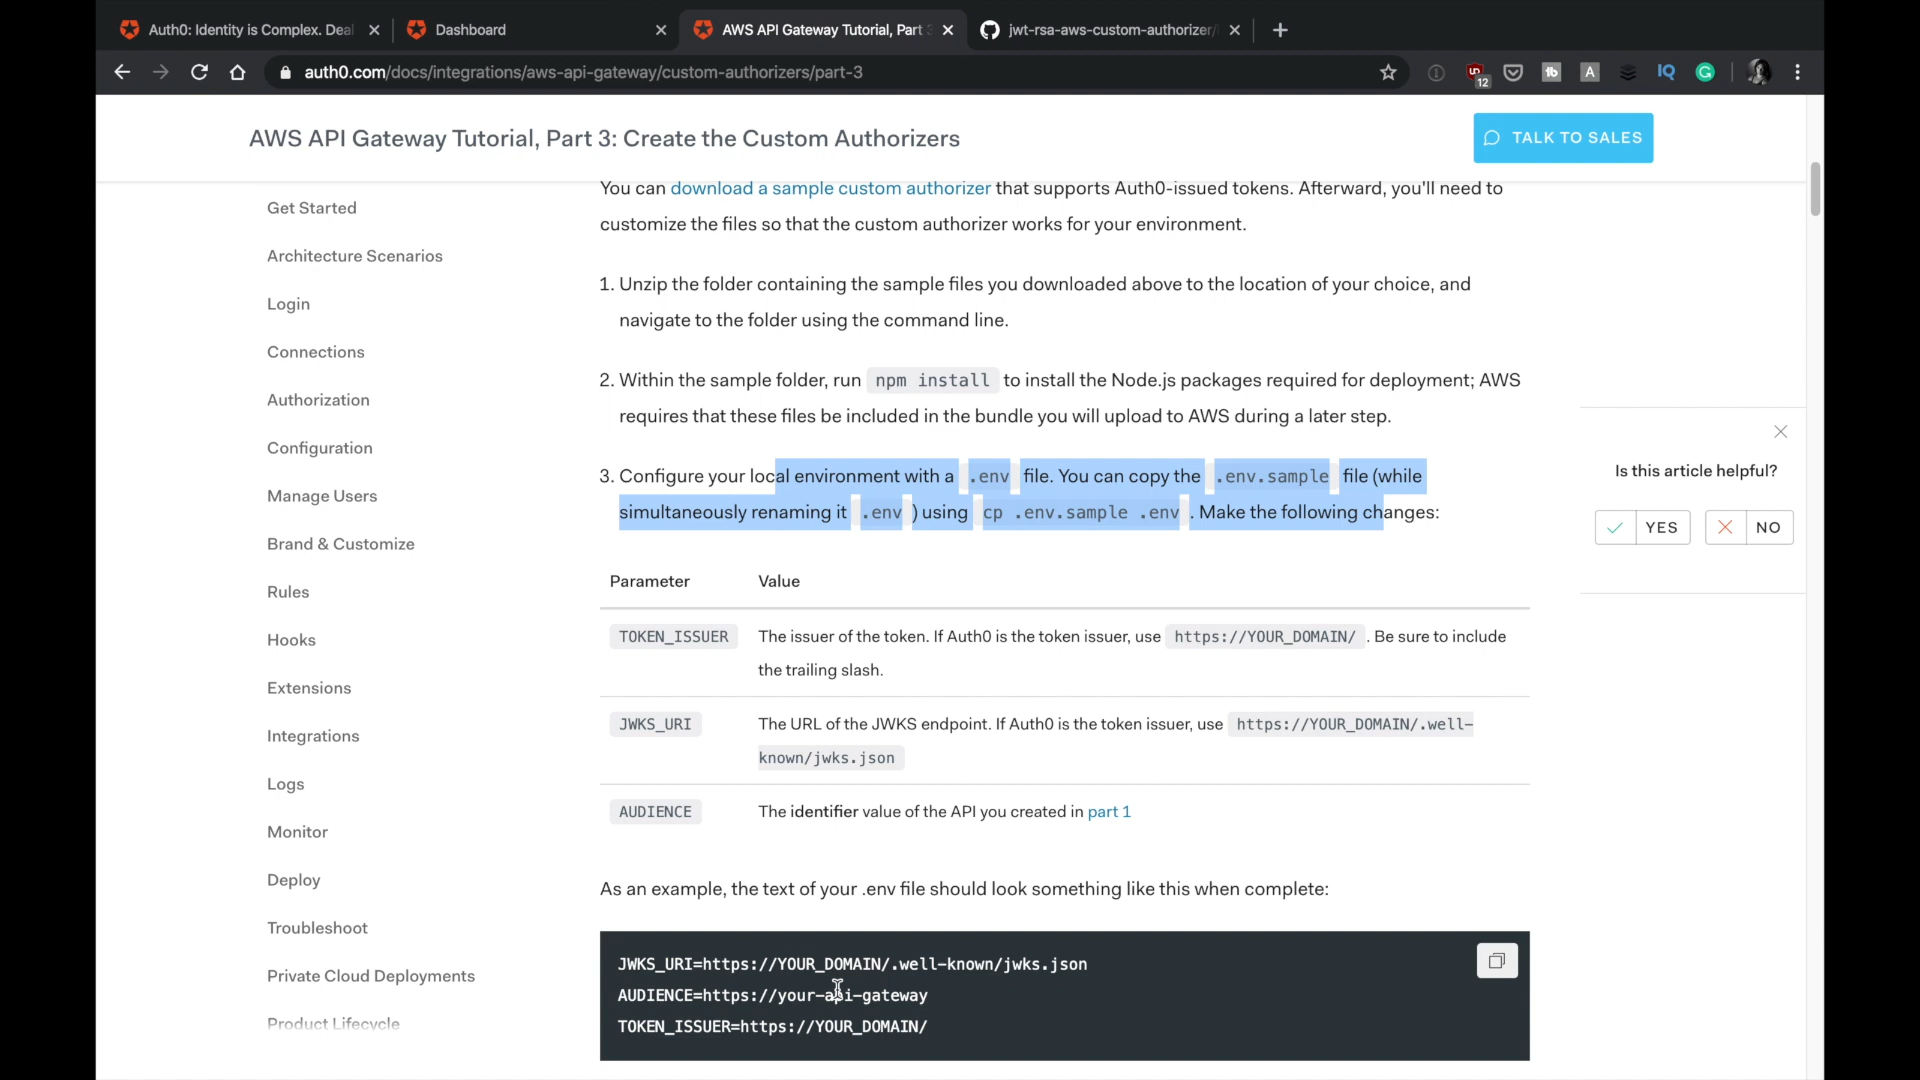 Auth0: Identity is Complex. Deal
Dashboard
AWS API Gateway Tutorial, Part 3
jwt-rsa-aws-custom-authorizer/
auth0.com/docs/integrations/aws-api-gateway/custom-authorizers/part-3
12
tb
A
IQ
G
AWS API Gateway Tutorial, Part 3: Create the Custom Authorizers
TALK TO SALES
Get Started
Architecture Scenarios
Login
Connections
Authorization
Configuration
Manage Users
Brand & Customize
Rules
Hooks
Extensions
Integrations
Logs
Monitor
Deploy
Troubleshoot
Private Cloud Deployments
Product Lifecycle
You can download a sample custom authorizer that supports Auth0-issued tokens. Afterward, you'll need to
customize the files so that the custom authorizer works for your environment.
1. Unzip the folder containing the sample files you downloaded above to the location of your choice, and
navigate to the folder using the command line.
2. Within the sample folder, run npm install to install the Node.js packages required for deployment; AWS
requires that these files be included in the bundle you will upload to AWS during a later step.
3. Configure your local environment with a .env file. You can copy the .env.sample file (while
simultaneously renaming it .env ) using cp .env.sample .env . Make the following changes:
Parameter Value
TOKEN_ISSUER The issuer of the token. If Auth0 is the token issuer, use https://YOUR_DOMAIN/ . Be sure to include
the trailing slash.
JWKS_URI The URL of the JWKS endpoint. If Auth0 is the token issuer, use https://YOUR_DOMAIN/.well-
known/jwks.json
AUDIENCE The identifier value of the API you created in part 1
As an example, the text of your .env file should look something like this when complete:
JWKS_URI=https://YOUR_DOMAIN/.well-known/jwks.json
AUDIENCE=https://your-api-gateway
TOKEN_ISSUER=https://YOUR_DOMAIN/
Is this article helpful?
YES
NO